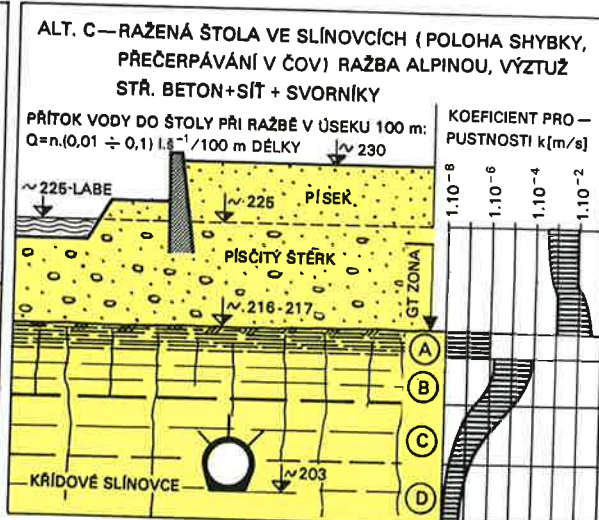 ALT. C—RAŽENÁ ŠTOLA VE SLÍNOVCÍCH (POLOHA SHYBKY,
PŘEČERPÁVÁNÍ V ČOV) RAŽBA ALPINOU, VÝZTUŽ
STŘ. BETON+SÍŤ + SVORNÍKY
PŘÍTOK VODY DO ŠTOLY PŘI RAŽBĚ V ÚSEKU 100 m:
Q=n.(0,01 ÷ 0,1) l.s⁻¹/100 m DÉLKY
KOEFICIENT PRO—
PUSTNOSTI k[m/s]
1.10⁻⁸
1.10⁻⁶
1.10⁻⁴
1.10⁻²
~230
~225-LABE
~225
PÍSEK
PÍSČITÝ ŠTĚRK
GT ZONA
~216-217
A
B
C
D
KŘÍDOVÉ SLÍNOVCE
~203